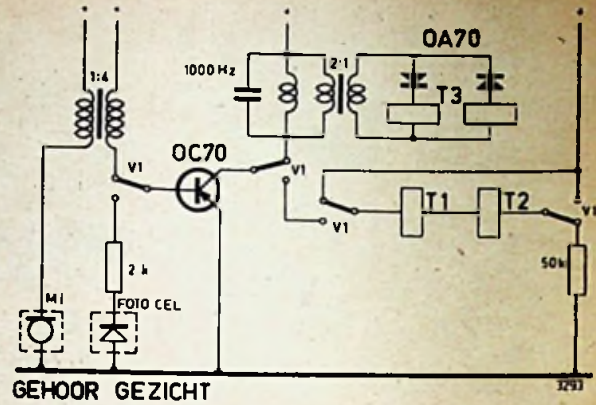 OA70
1:4
1000 Hz
2:1
T3
OC70
V1
V1
V1
T1
T2
V1
2 k
50k
MI
FOTO CEL
GEHOOR GEZICHT
3293